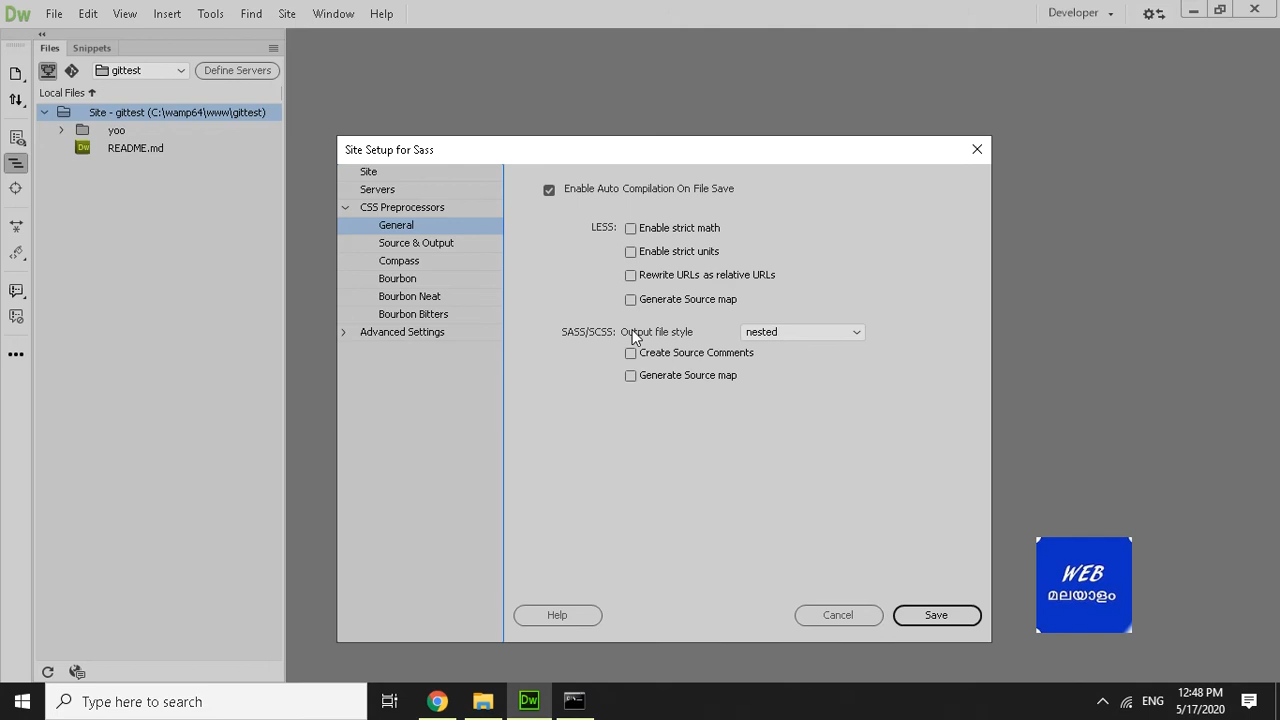 Dw File Edit View Insert Tools Find Site Window Help Developer
Files Snippets
gittest Define Servers
Local Files
Site - gittest (C:\wamp64\www\gittest)
yoo
Dw README.md
Site Setup for Sass
Site
Servers
CSS Preprocessors
General
Source & Output
Compass
Bourbon
Bourbon Neat
Bourbon Bitters
Advanced Settings
Enable Auto Compilation On File Save
LESS: Enable strict math
Enable strict units
Rewrite URLs as relative URLs
Generate Source map
SASS/SCSS: Output file style nested
Create Source Comments
Generate Source map
Help Cancel Save
WEB
മലയാളം
Type here to search
Dw
ENG
12:48 PM
5/17/2020